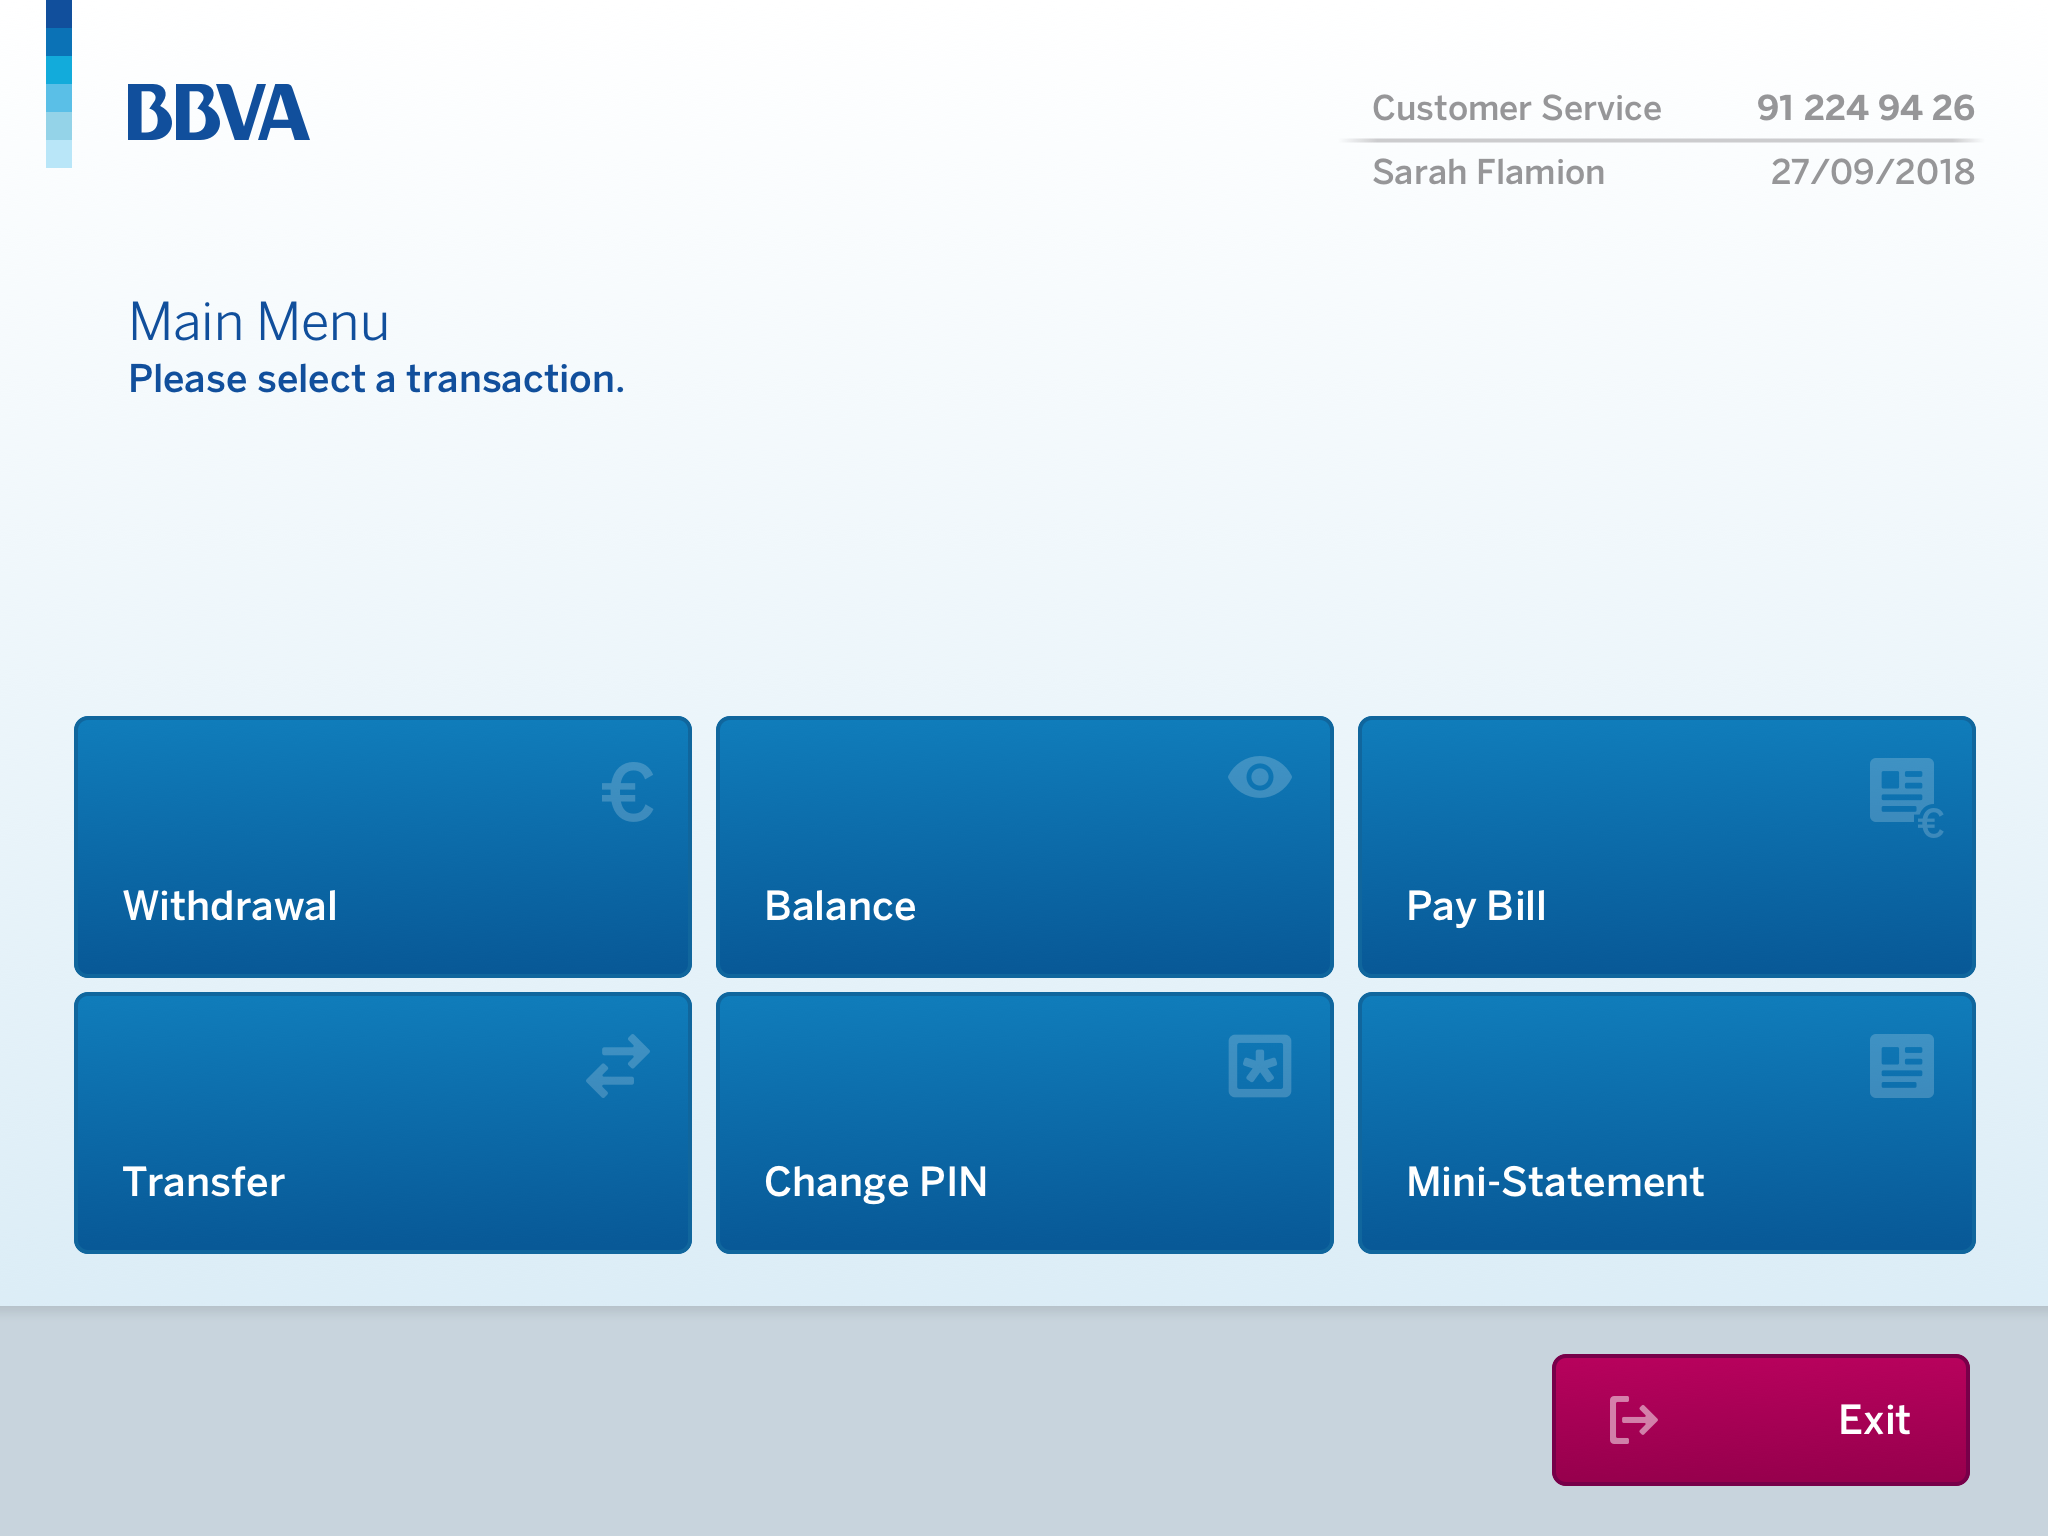 BBVA
Customer Service 91 224 94 26
Sarah Flamion 27/09/2018
Main Menu
Please select a transaction.
€
€
Withdrawal Balance Pay Bill
Transfer Change PIN Mini-Statement
Exit